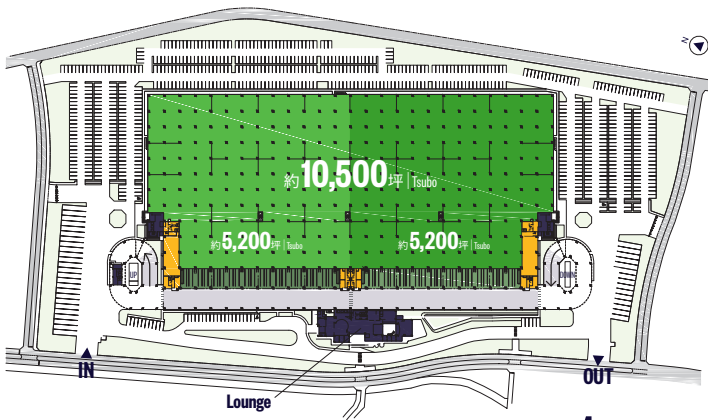 N
約10,500坪 | Tsubo
約5,200坪 | Tsubo
約5,200坪 | Tsubo
UP
DOWN
IN
OUT
Lounge